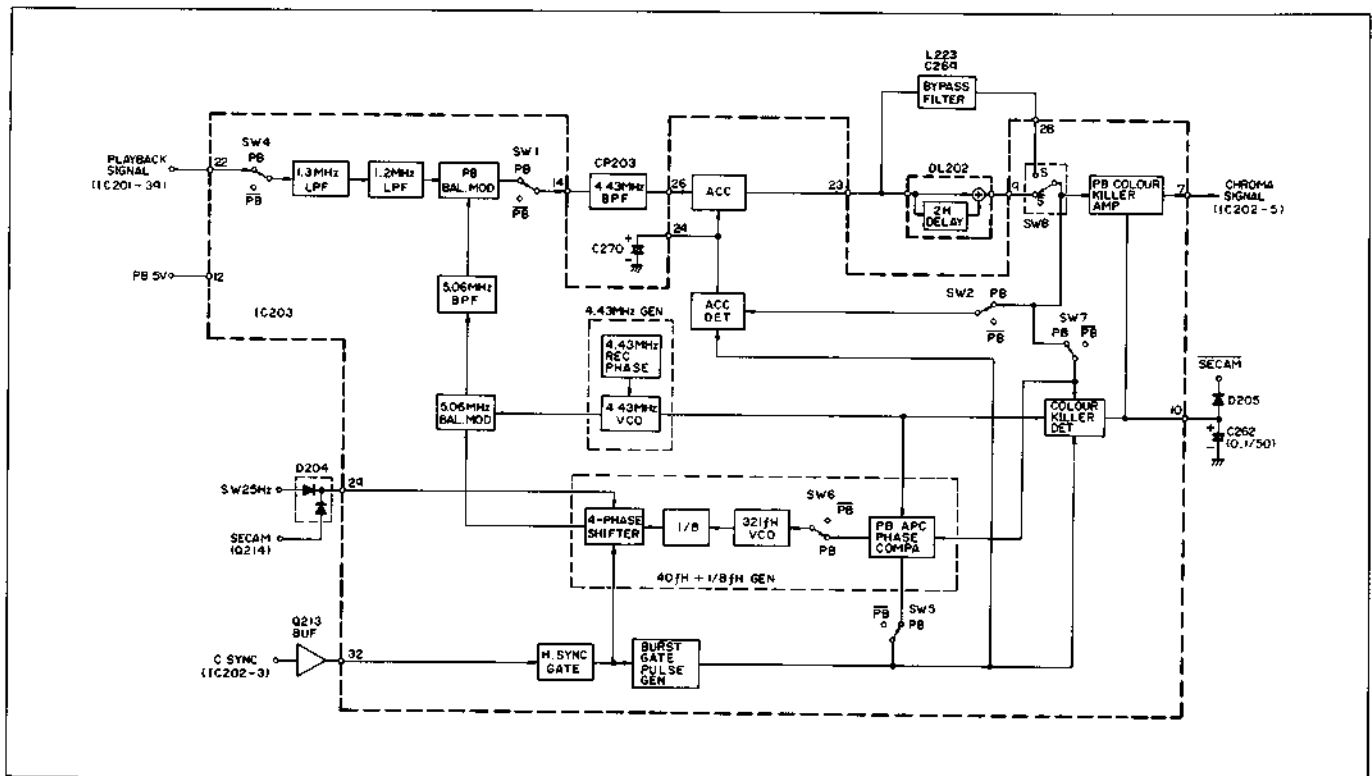 L223
C264
BYPASS
FILTER
28
PLAYBACK
SIGNAL
(IC201-34)
22
SW4
PB
PB
1.3MHz
LPF
1.2MHz
LPF
PB
BAL.MOD
SW1
PB
PB
14
CP203
4.43MHz
BPF
26
ACC
23
DL202
2H
DELAY
9
S
S
SW8
PB COLOUR
KILLER
AMP
7
CHROMA
SIGNAL
(IC202-5)
24
C270
+
-
PB 5V
12
IC203
5.06MHz
BPF
4.43MHz GEN
4.43MHz
REC
PHASE
4.43MHz
VCO
ACC
DET
SW2
PB
PB
SW7
PB
PB
SECAM
D205
10
C262
(0.1/50)
+
-
5.06MHz
BAL.MOD
COLOUR
KILLER
DET
D204
SW25Hz
29
SECAM
(Q214)
4-PHASE
SHIFTER
1/8
321fH
VCO
SW6
PB
PB
PB APC
PHASE
COMPA
40fH + 1/8fH GEN
PB
SW5
PB
Q213
BUF
C SYNC
(IC202-3)
32
H.SYNC
GATE
BURST
GATE
PULSE
GEN